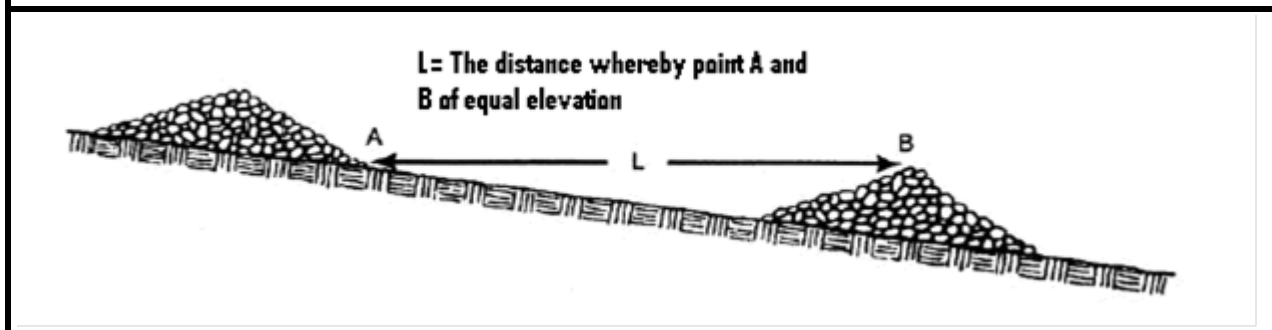 L= The distance whereby point A and
B of equal elevation
A
B
L